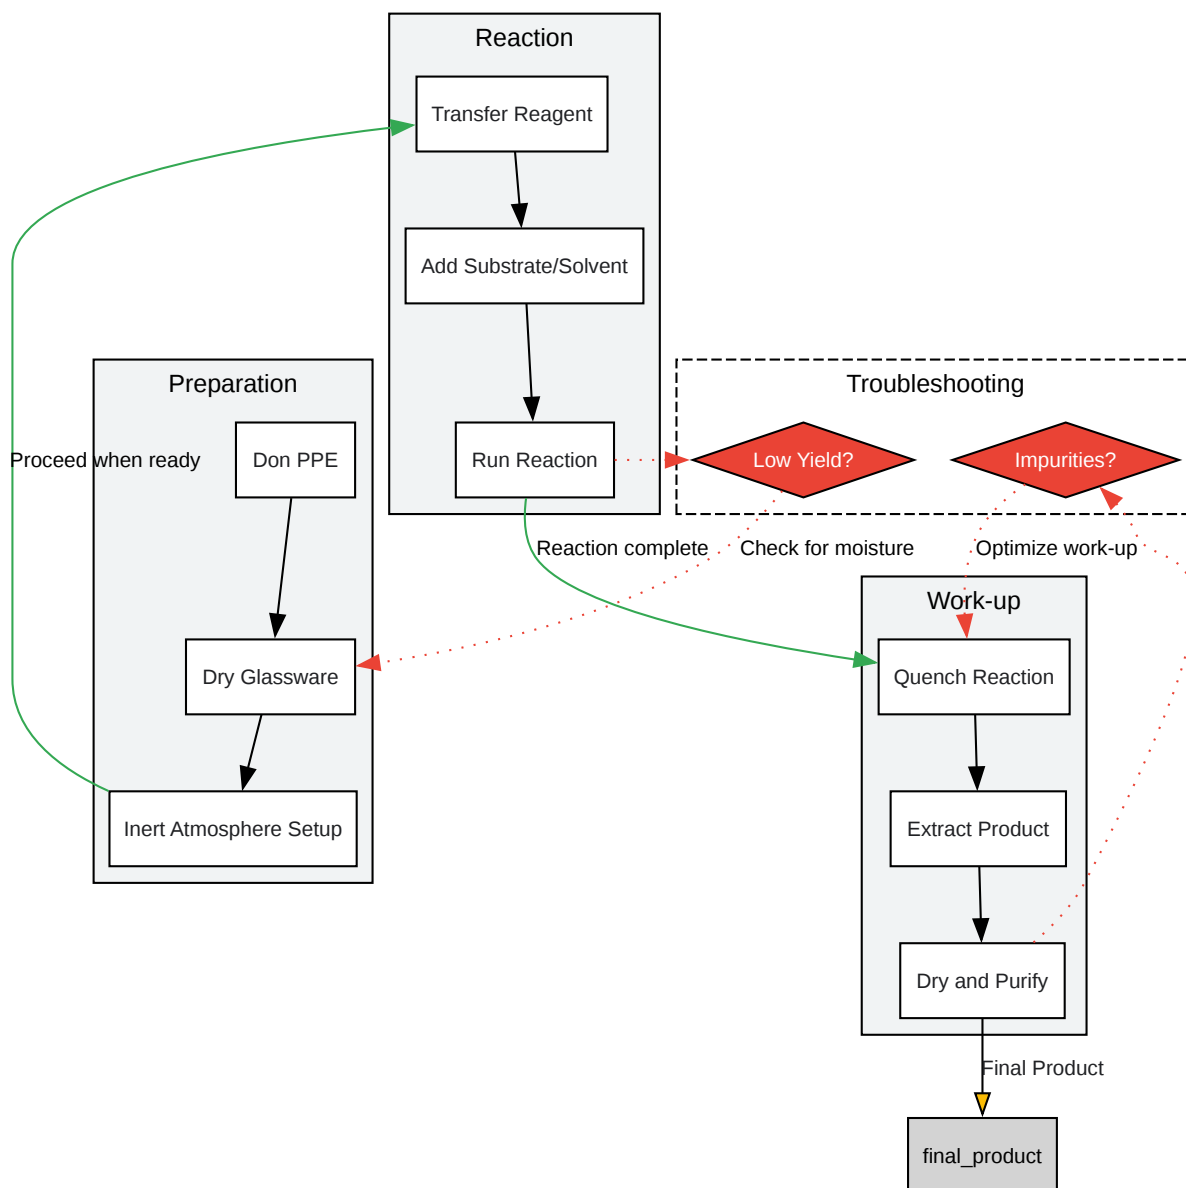 Reaction
Transfer Reagent
Add Substrate/Solvent
Preparation
Troubleshooting
Proceed when ready
Don PPE
Run Reaction
Low Yield?
Impurities?
Reaction complete
Check for moisture
Optimize work-up
Work-up
Dry Glassware
Quench Reaction
Inert Atmosphere Setup
Extract Product
Dry and Purify
Final Product
final_product